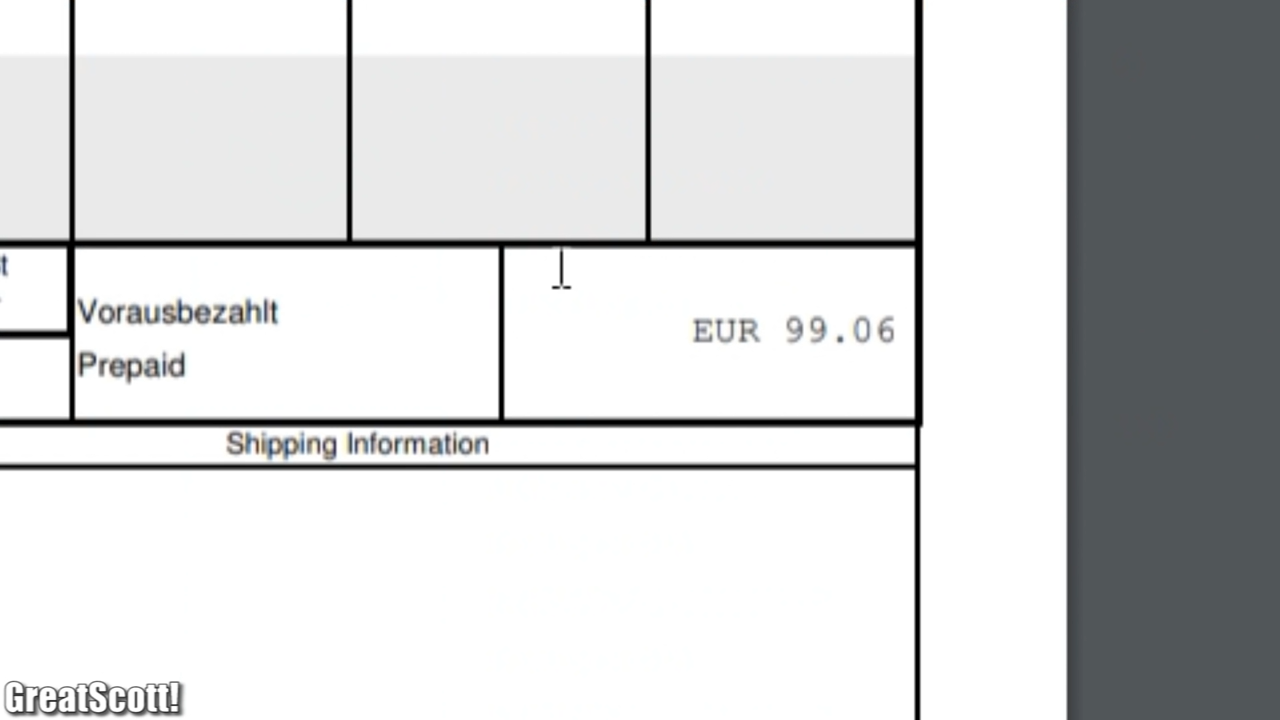 t
Vorausbezahlt
EUR 99.06
Prepaid
Shipping Information
GreatScott!